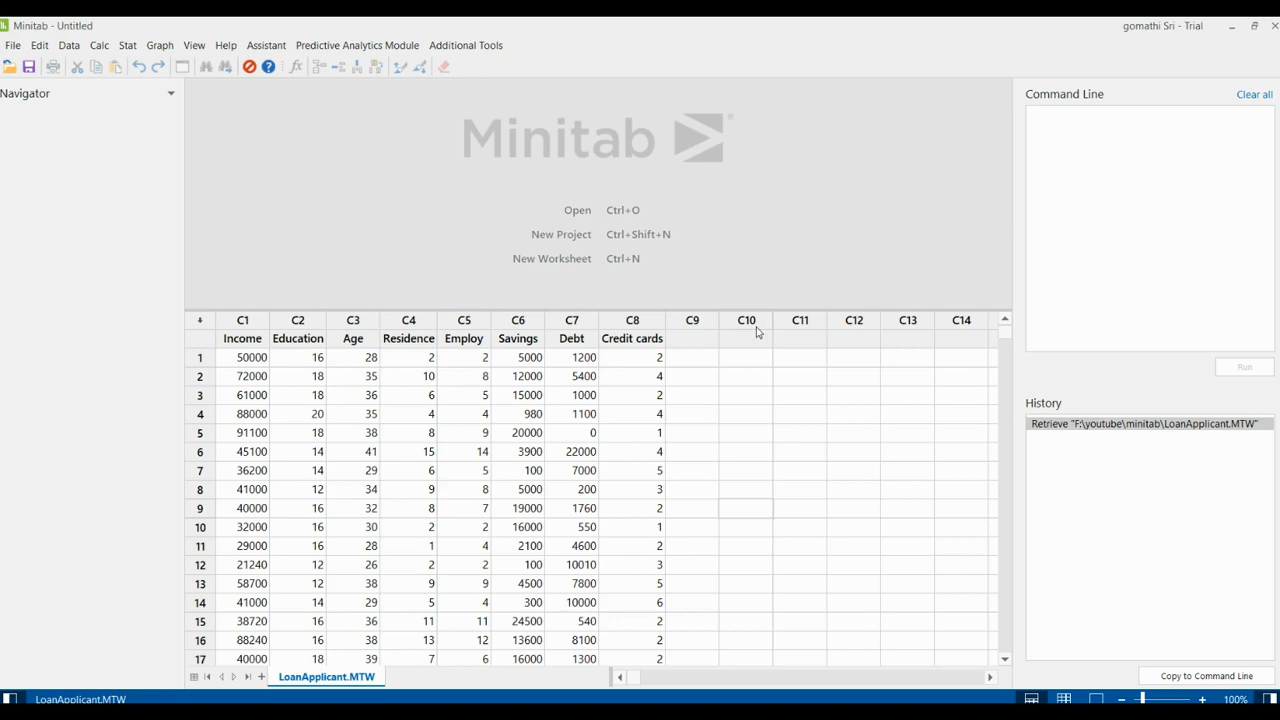 Minitab - Untitled
gomathi Sri - Trial
File Edit Data Calc Stat Graph View Help Assistant Predictive Analytics Module Additional Tools
Navigator
Minitab
Open Ctrl+O
New Project Ctrl+Shift+N
New Worksheet Ctrl+N
Command Line Clear all
Run
History
Retrieve "F:\youtube\minitab\LoanApplicant.MTW"
Copy to Command Line
C1 C2 C3 C4 C5 C6 C7 C8 C9 C10 C11 C12 C13 C14
Income Education Age Residence Employ Savings Debt Credit cards
1 50000 16 28 2 2 5000 1200 2
2 72000 18 35 10 8 12000 5400 4
3 61000 18 36 6 5 15000 1000 2
4 88000 20 35 4 4 980 1100 4
5 91100 18 38 8 9 20000 0 1
6 45100 14 41 15 14 3900 22000 4
7 36200 14 29 6 5 100 7000 5
8 41000 12 34 9 8 5000 200 3
9 40000 16 32 8 7 19000 1760 2
10 32000 16 30 2 2 16000 550 1
11 29000 16 28 1 4 2100 4600 2
12 21240 12 26 2 2 100 10010 3
13 58700 12 38 9 9 4500 7800 5
14 41000 14 29 5 4 300 10000 6
15 38720 16 36 11 11 24500 540 2
16 88240 16 38 13 12 13600 8100 2
17 40000 18 39 7 6 16000 1300 2
LoanApplicant.MTW
LoanApplicant.MTW
100%